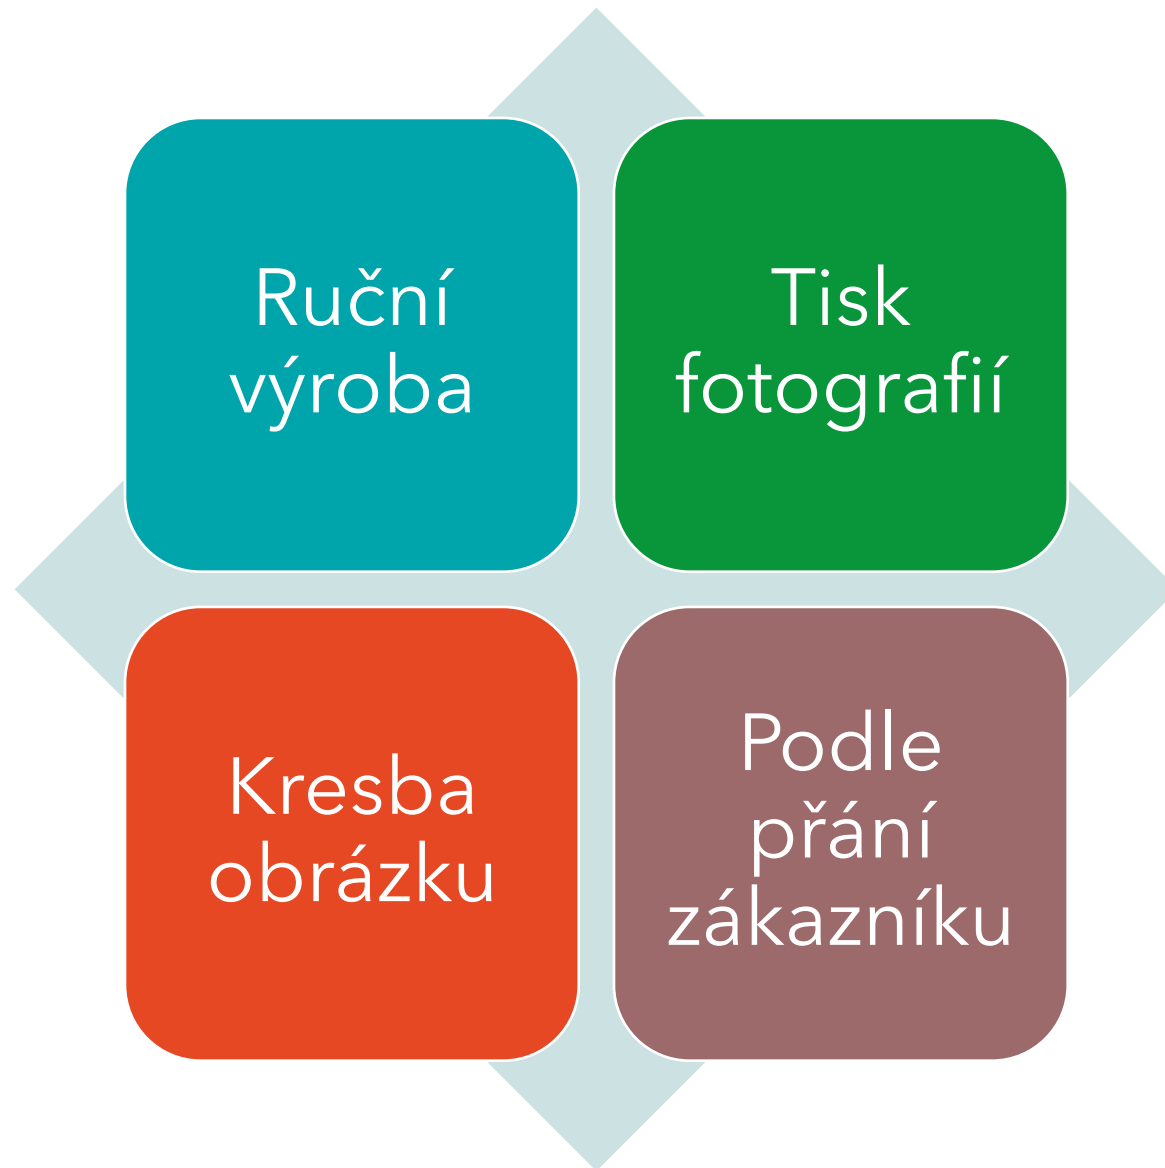 Ruční
výroba
Tisk
fotografií
Kresba
obrázku
Podle
přání
zákazníku